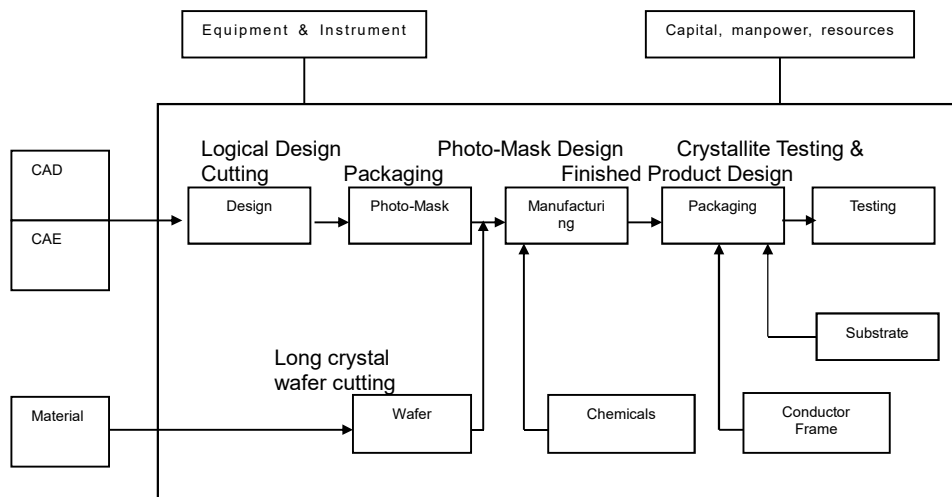 Equipment & Instrument
Capital, manpower, resources
Logical Design
Photo-Mask Design
Crystallite Testing &
Cutting
Packaging
Finished Product Design
CAD
CAE
Design
Photo-Mask
Manufacturi
ng
Packaging
Testing
Substrate
Long crystal
wafer cutting
Material
Wafer
Chemicals
Conductor
Frame